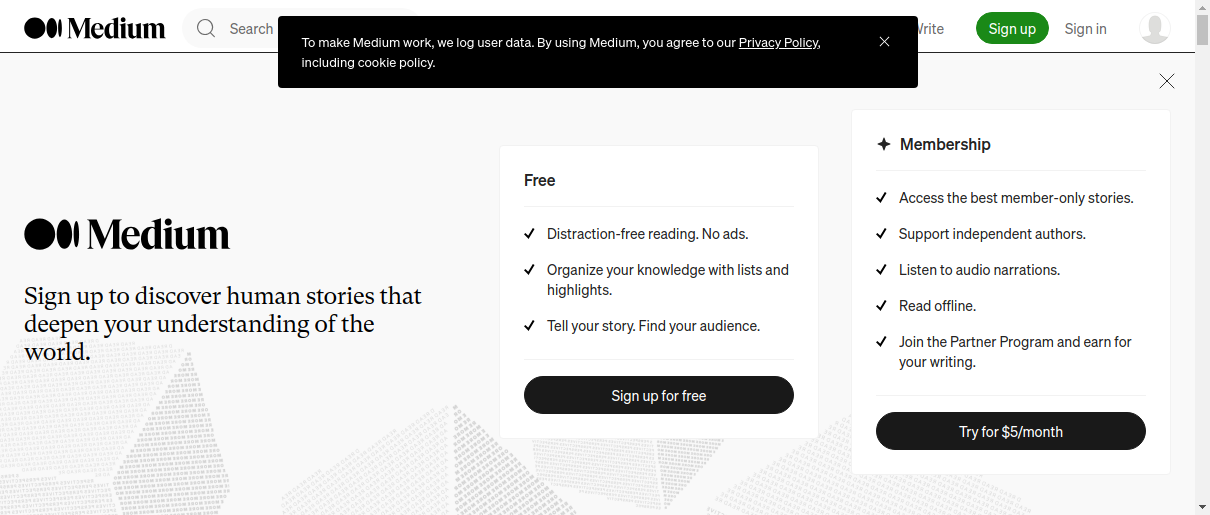 Medium
Search
To make Medium work, we log user data. By using Medium, you agree to our Privacy Policy,
including cookie policy.
Sign up
Sign in
Medium
Sign up to discover human stories that
deepen your understanding of the
world.
Free
Distraction-free reading. No ads.
Organize your knowledge with lists and
highlights.
Tell your story. Find your audience.
Sign up for free
Membership
Access the best member-only stories.
Support independent authors.
Listen to audio narrations.
Read offline.
Join the Partner Program and earn for
your writing.
Try for $5/month